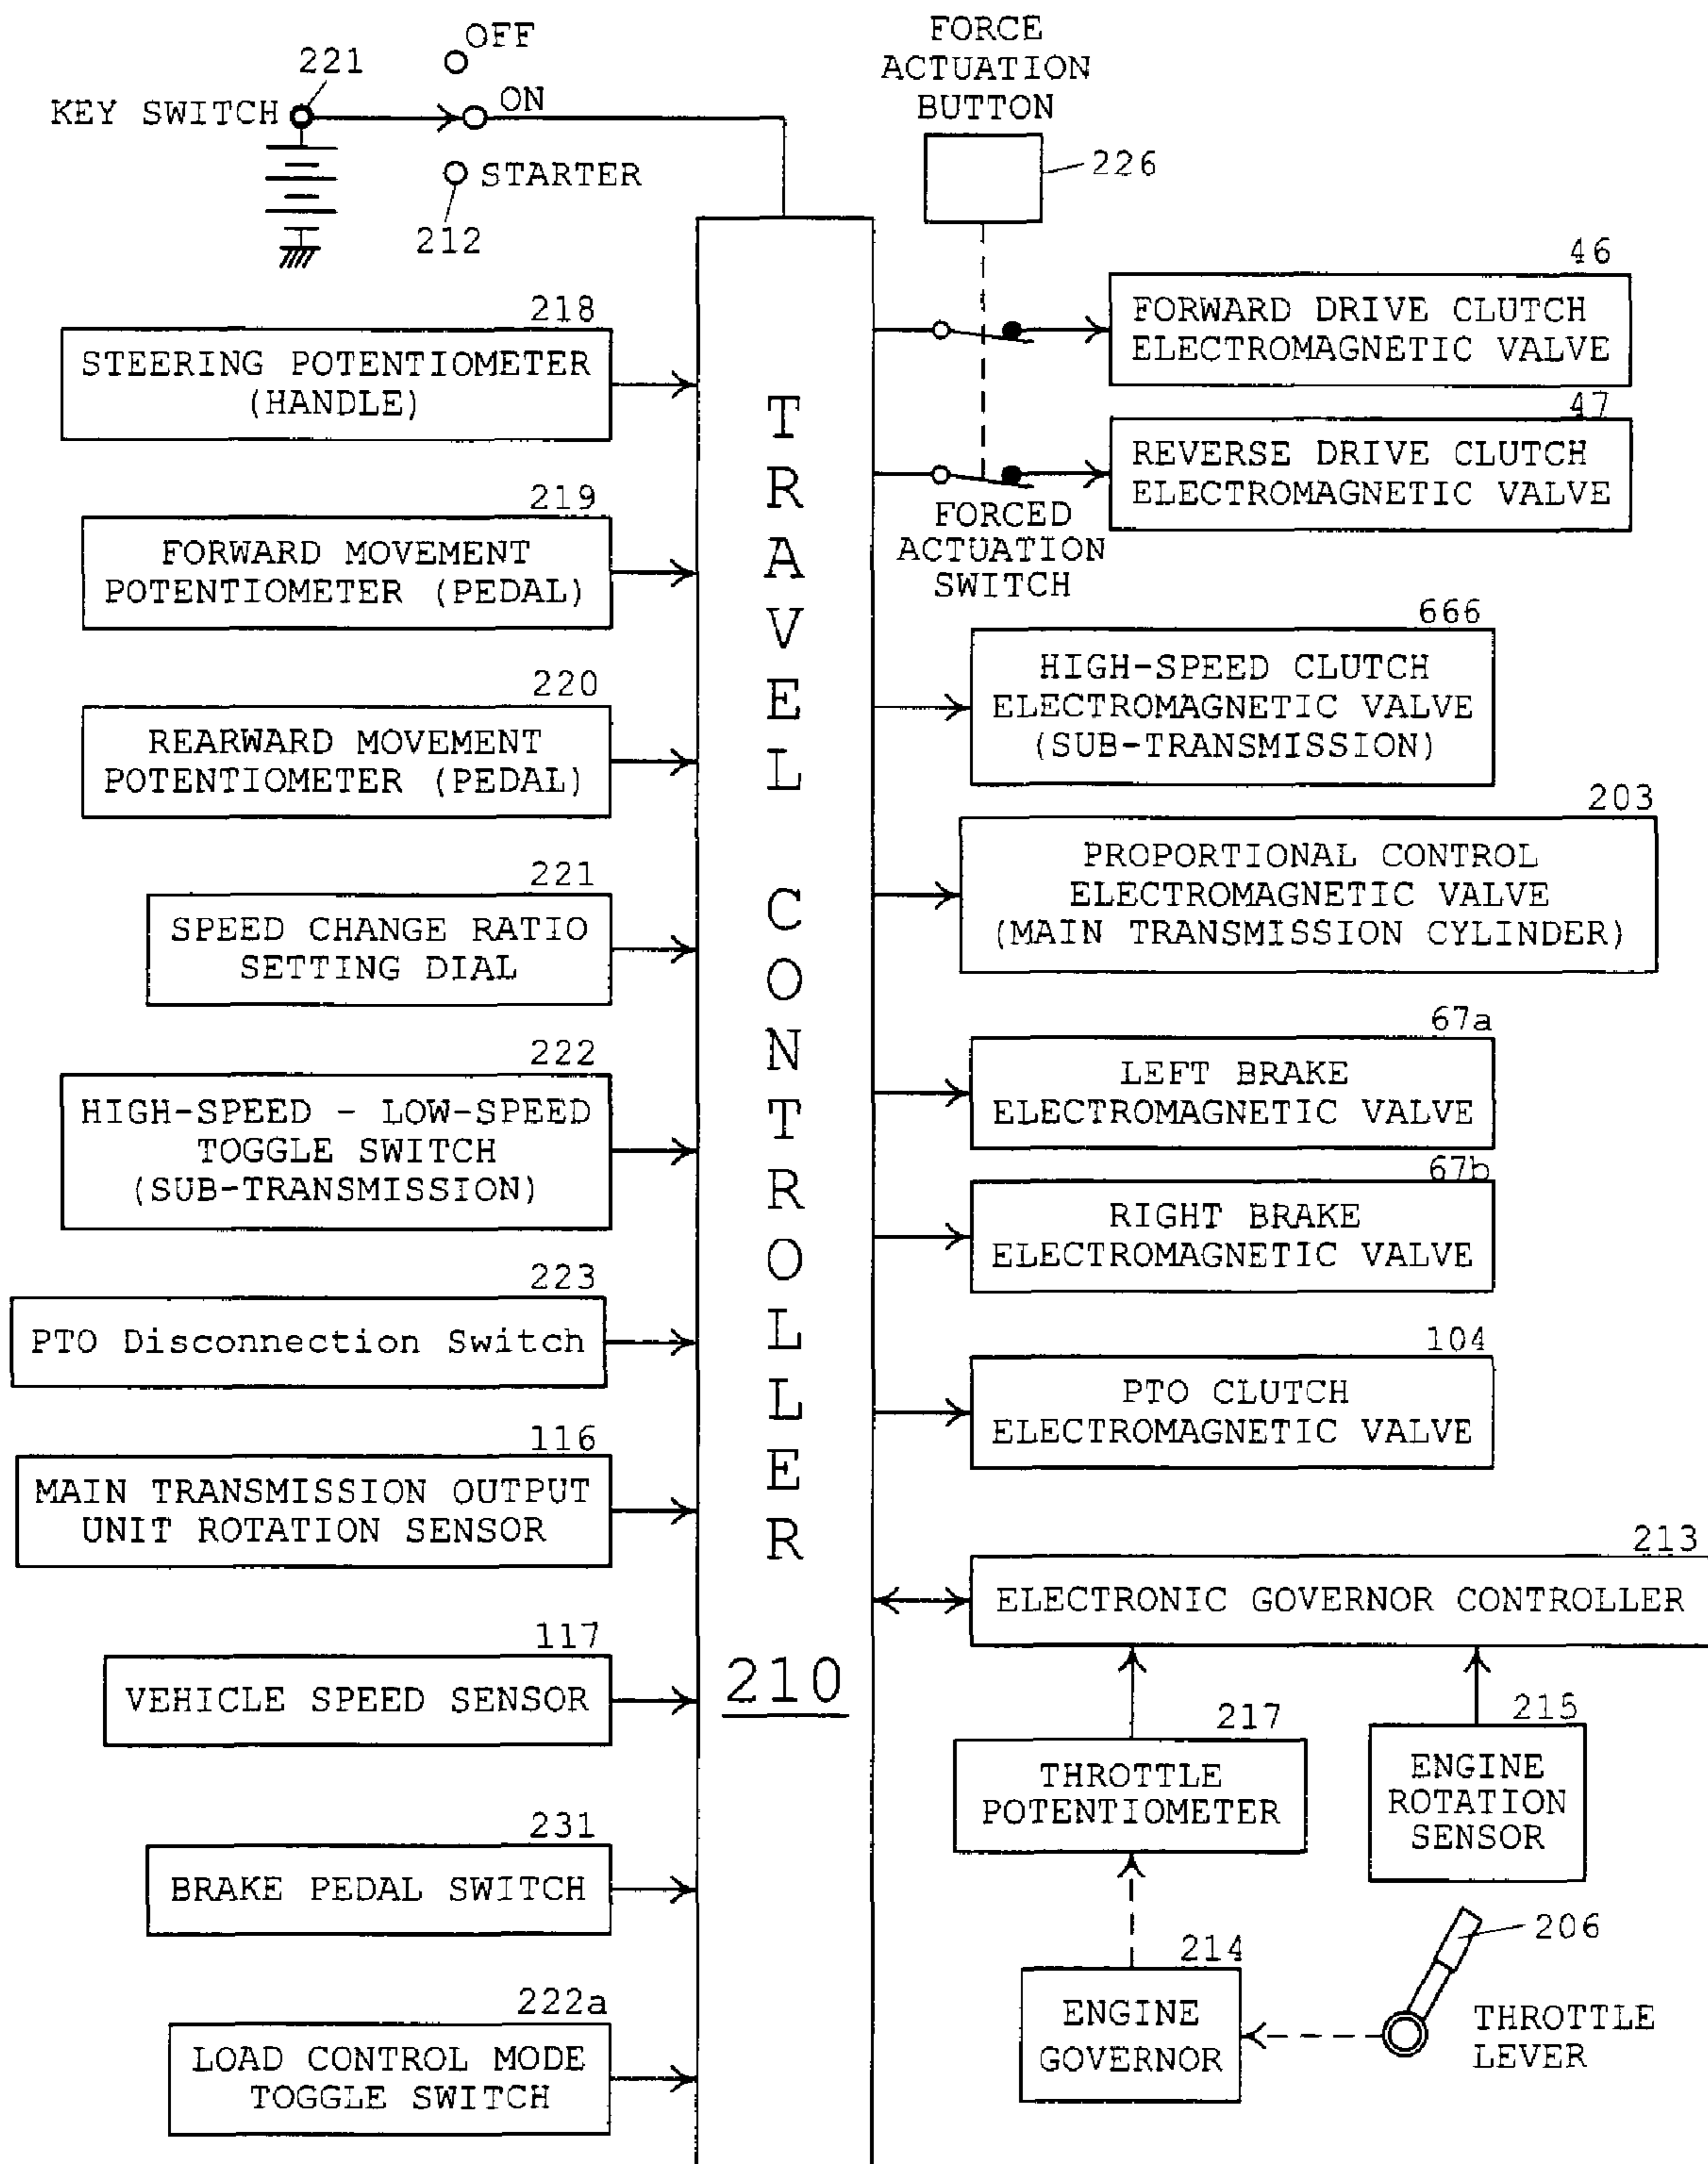 OFF
221
KEY SWITCH
ON
STARTER
212
FORCE
ACTUATION
BUTTON
226
218
STEERING POTENTIOMETER
(HANDLE)
219
FORWARD MOVEMENT
POTENTIOMETER (PEDAL)
220
REARWARD MOVEMENT
POTENTIOMETER (PEDAL)
221
SPEED CHANGE RATIO
SETTING DIAL
222
HIGH-SPEED - LOW-SPEED
TOGGLE SWITCH
(SUB-TRANSMISSION)
223
PTO Disconnection Switch
116
MAIN TRANSMISSION OUTPUT
UNIT ROTATION SENSOR
117
VEHICLE SPEED SENSOR
231
BRAKE PEDAL SWITCH
222a
LOAD CONTROL MODE
TOGGLE SWITCH
TRAVEL CONTROLLER
210
46
FORWARD DRIVE CLUTCH
ELECTROMAGNETIC VALVE
47
REVERSE DRIVE CLUTCH
ELECTROMAGNETIC VALVE
FORCED
ACTUATION
SWITCH
666
HIGH-SPEED CLUTCH
ELECTROMAGNETIC VALVE
(SUB-TRANSMISSION)
203
PROPORTIONAL CONTROL
ELECTROMAGNETIC VALVE
(MAIN TRANSMISSION CYLINDER)
67a
LEFT BRAKE
ELECTROMAGNETIC VALVE
67b
RIGHT BRAKE
ELECTROMAGNETIC VALVE
104
PTO CLUTCH
ELECTROMAGNETIC VALVE
213
ELECTRONIC GOVERNOR CONTROLLER
217
THROTTLE
POTENTIOMETER
215
ENGINE
ROTATION
SENSOR
214
ENGINE
GOVERNOR
206
THROTTLE
LEVER